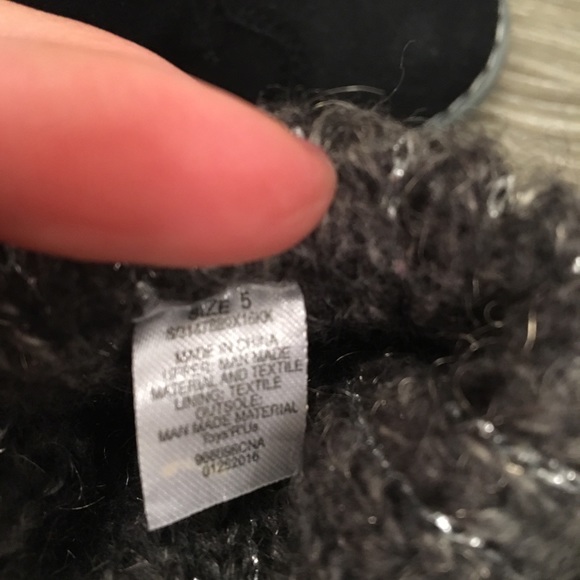 SIZE 5
MADE IN CHINA
UPPER: MAN MADE
MATERIAL AND TEXTILE
LINING: TEXTILE
OUTSOLE:
MAN MADE MATERIAL
Toys"R"Us
01252016